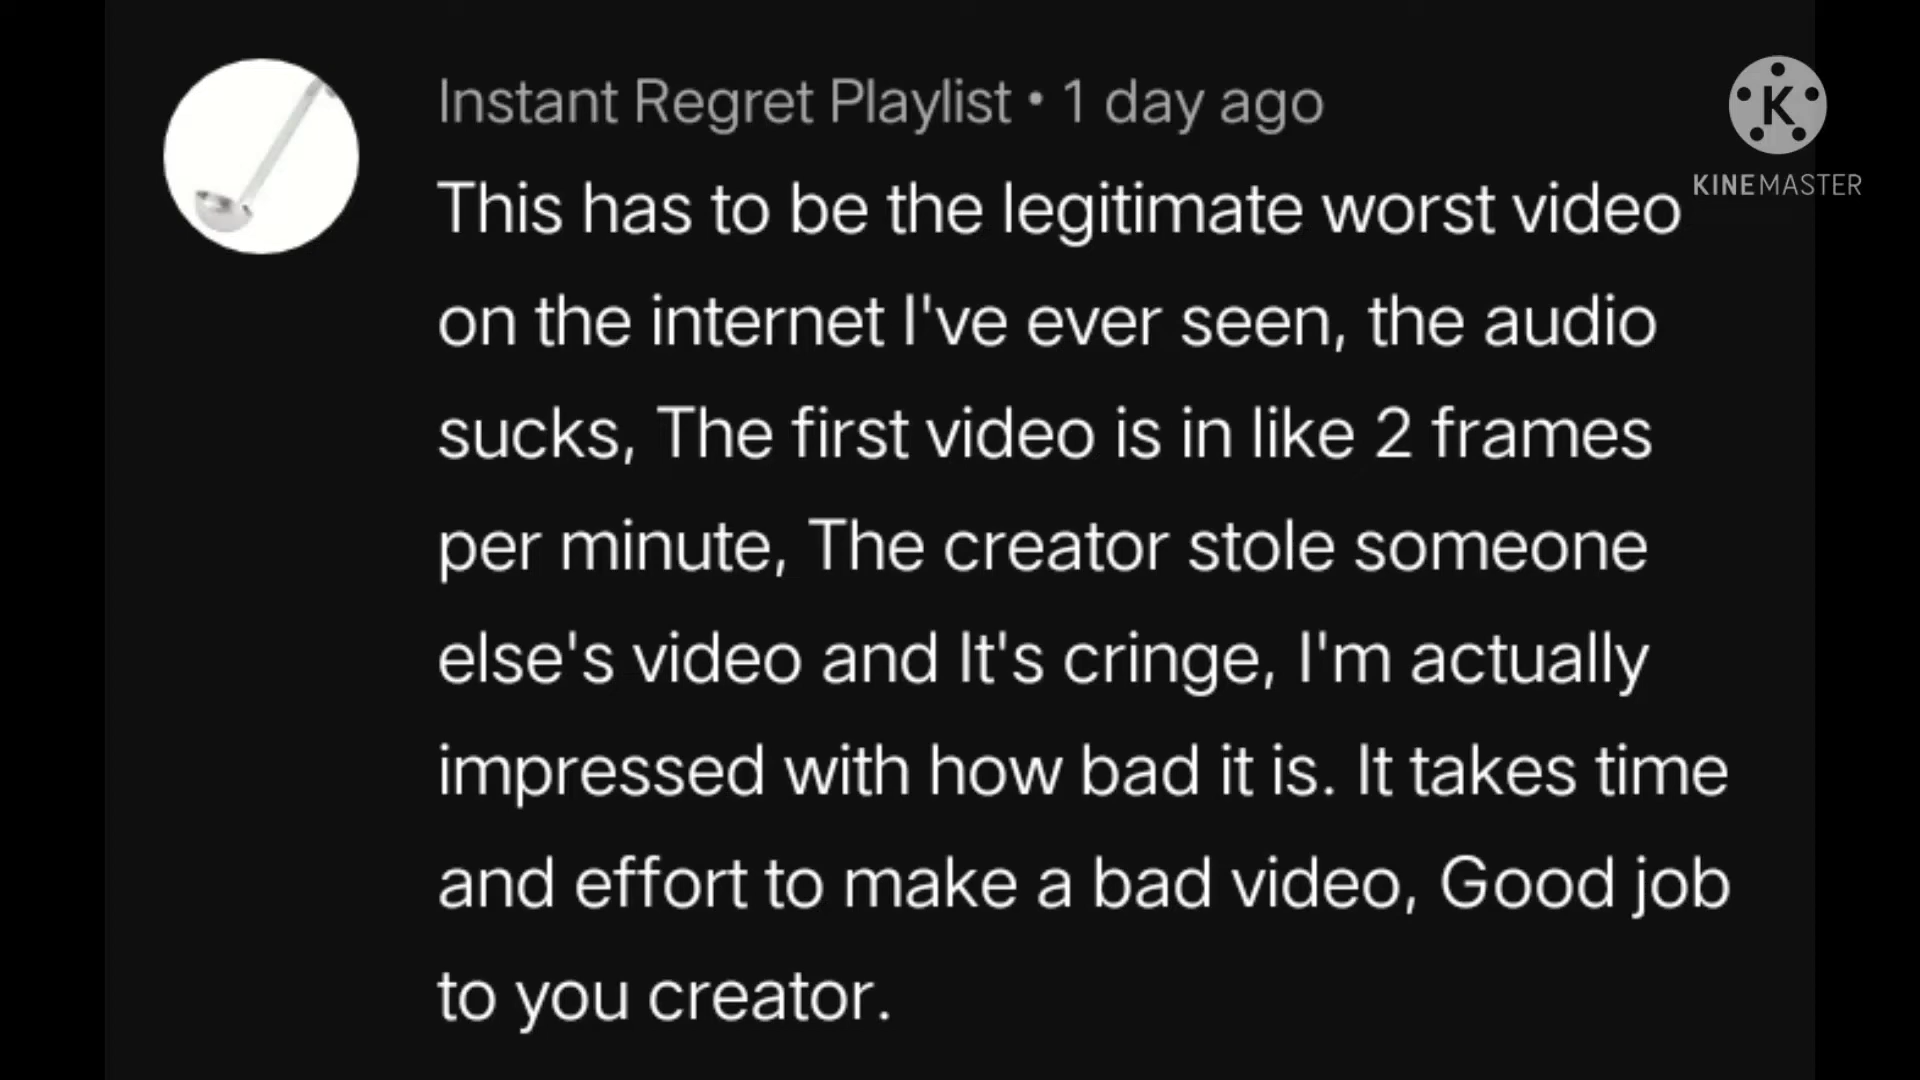 Instant Regret Playlist • 1 day ago
K
KINEMASTER
This has to be the legitimate worst video
on the internet I've ever seen, the audio
sucks, The first video is in like 2 frames
per minute, The creator stole someone
else's video and It's cringe, I'm actually
impressed with how bad it is. It takes time
and effort to make a bad video, Good job
to you creator.